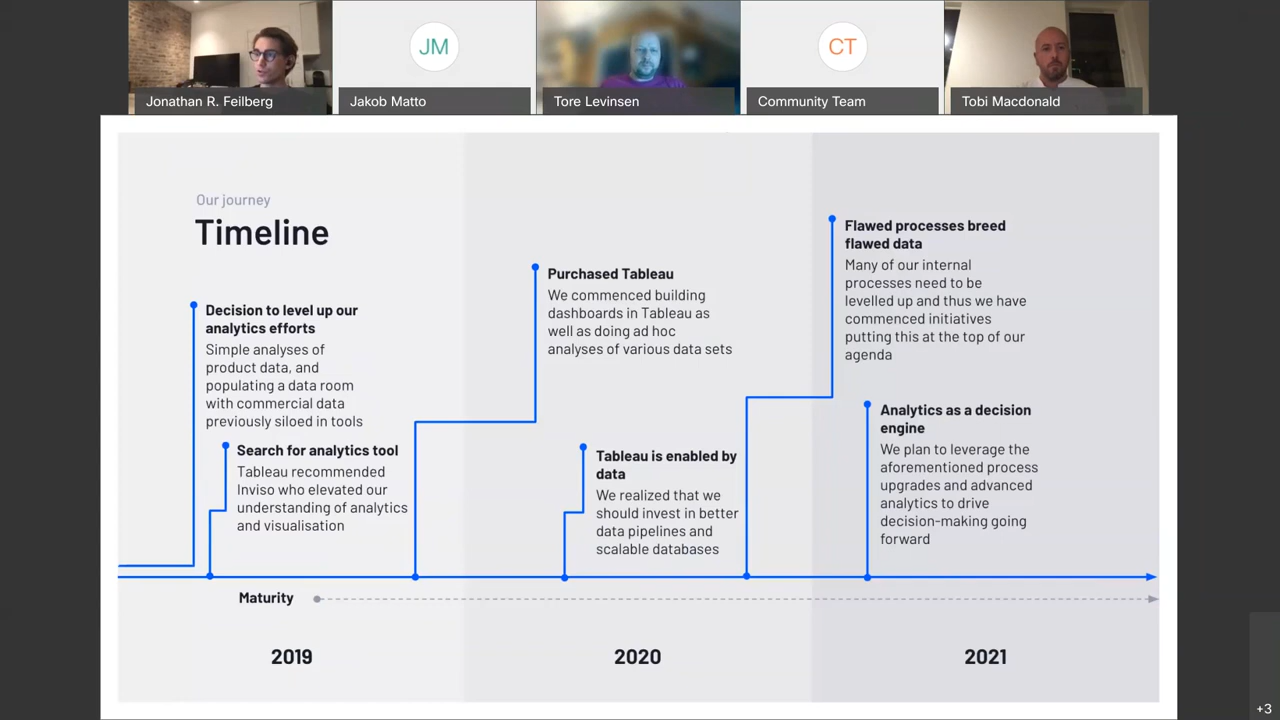 JM
CT
Jonathan R. Feilberg
Jakob Matto
Tore Levinsen
Community Team
Tobi Macdonald
Our journey
Timeline
Decision to level up our
analytics efforts
Simple analyses of
product data, and
populating a data room
with commercial data
previously siloed in tools
Search for analytics tool
Tableau recommended
Inviso who elevated our
understanding of analytics
and visualisation
Purchased Tableau
We commenced building
dashboards in Tableau as
well as doing ad hoc
analyses of various data sets
Tableau is enabled by
data
We realized that we
should invest in better
data pipelines and
scalable databases
Flawed processes breed
flawed data
Many of our internal
processes need to be
levelled up and thus we have
commenced initiatives
putting this at the top of our
agenda
Analytics as a decision
engine
We plan to leverage the
aforementioned process
upgrades and advanced
analytics to drive
decision-making going
forward
Maturity
2019
2020
2021
+3